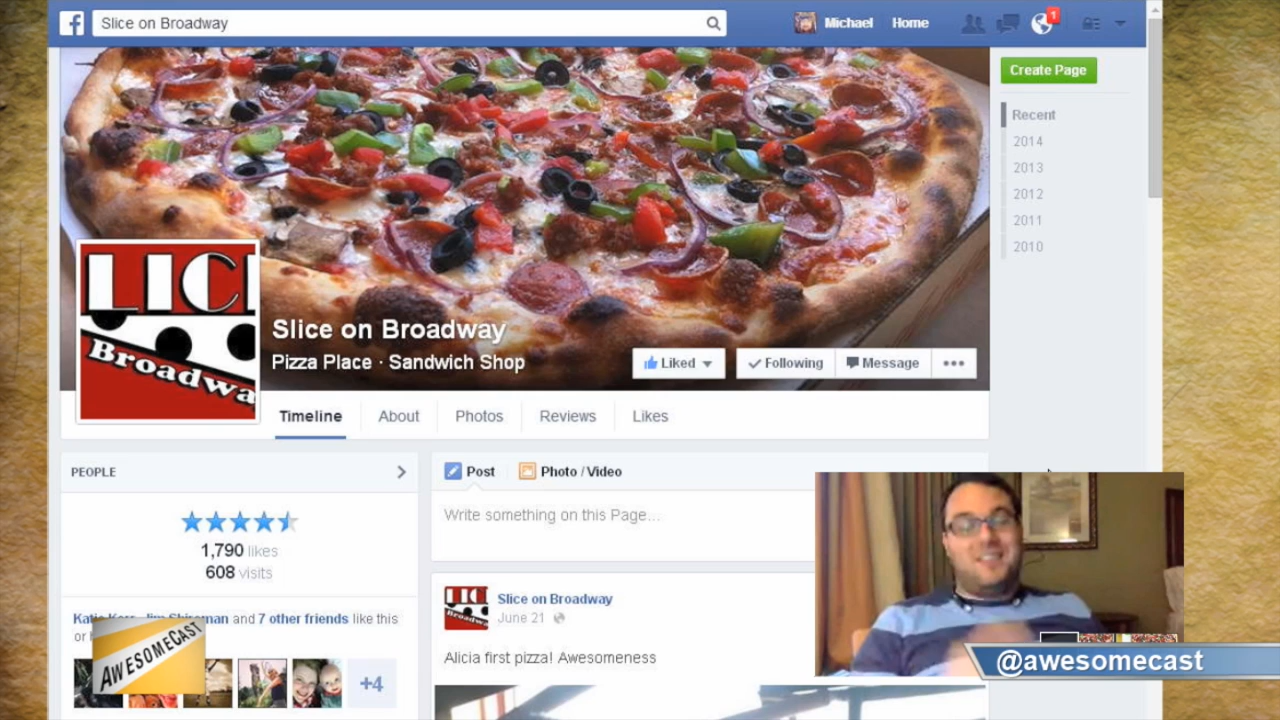 Slice on Broadway
Michael
Home
1
Create Page
Recent
2014
2013
2012
2011
2010
LICE
Broadwa
Slice on Broadway
Pizza Place · Sandwich Shop
Liked
Following
Message
Timeline
About
Photos
Reviews
Likes
PEOPLE
Post
Photo / Video
Write something on this Page...
1,790 likes
608 visits
and 7 other friends like this
or
+4
Slice on Broadway
June 21
Alicia first pizza! Awesomeness
AWESOMECAST
@awesomecast